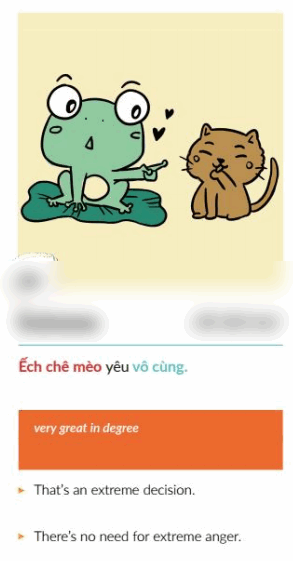 Ếch chê mèo yêu vô cùng.
very great in degree
That's an extreme decision.
There's no need for extreme anger.